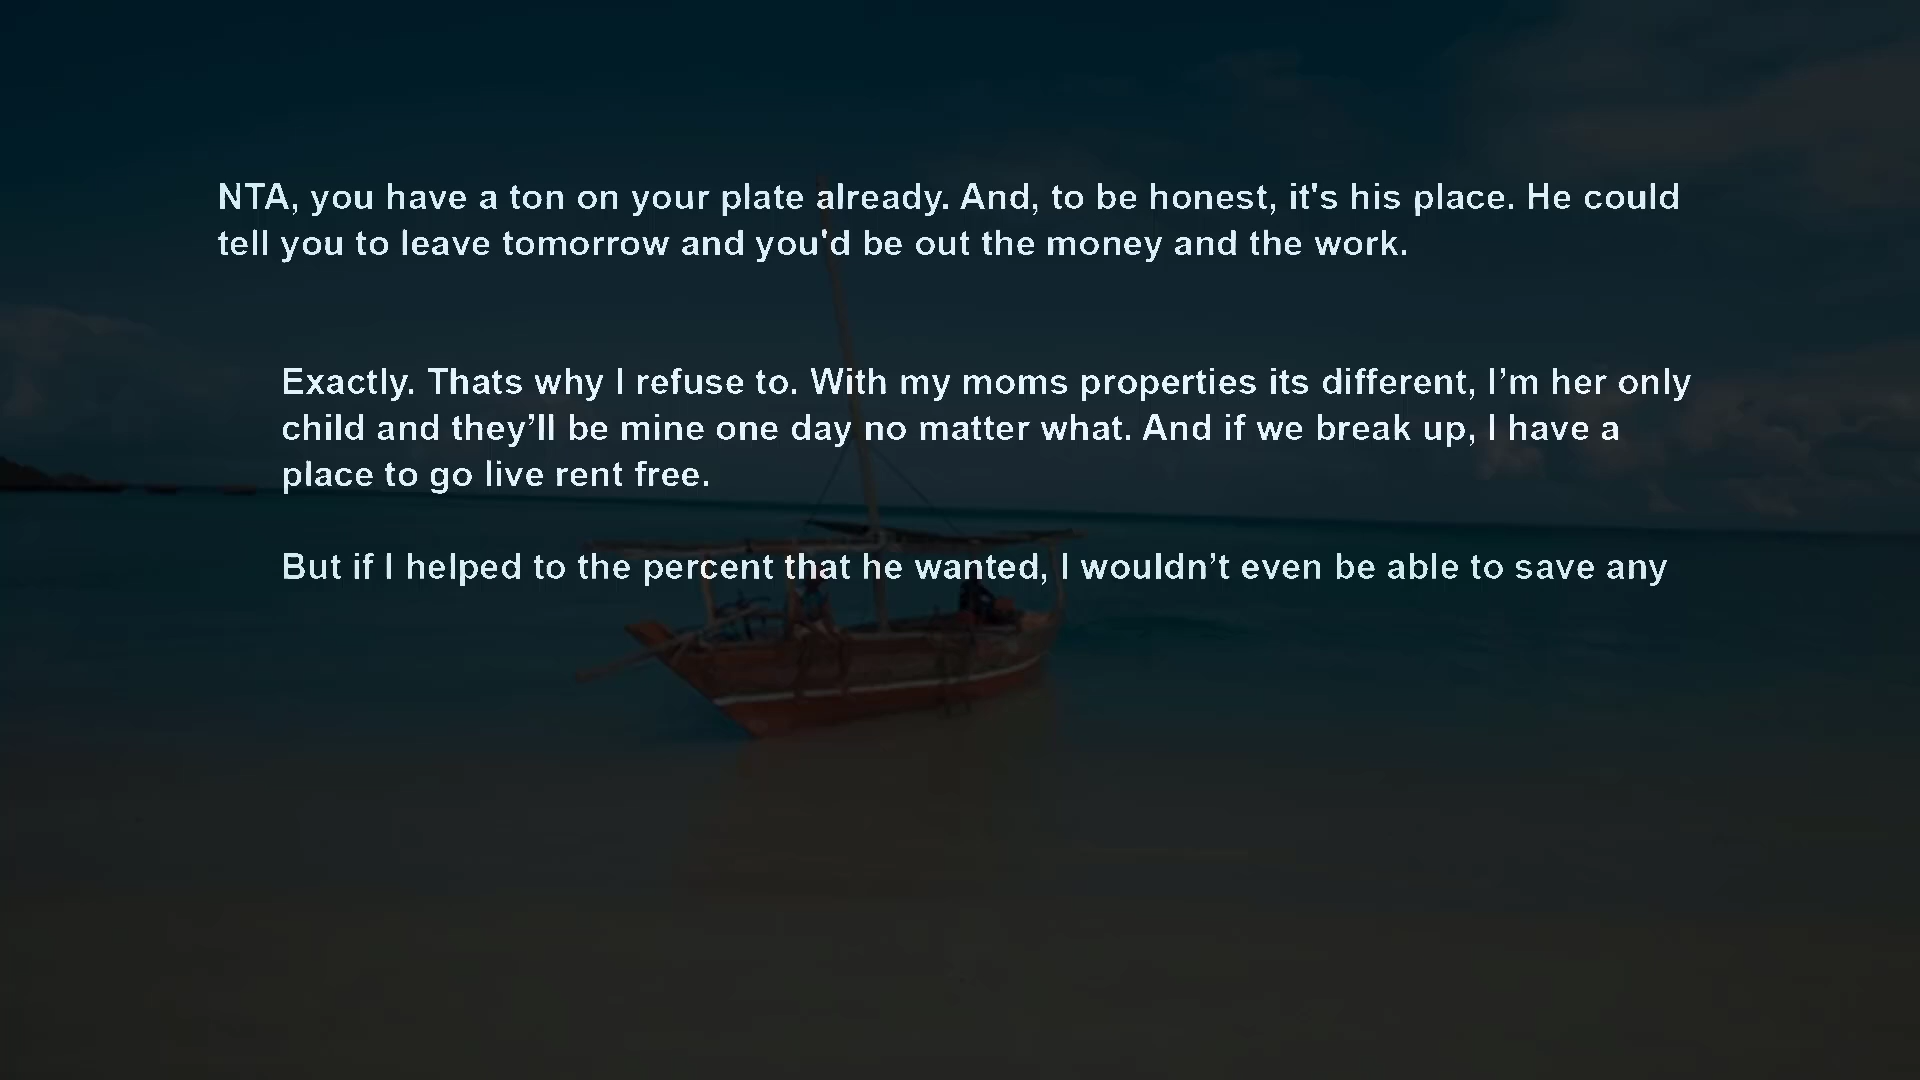 NTA, you have a ton on your plate already. And, to be honest, it's his place. He could
tell you to leave tomorrow and you'd be out the money and the work.
Exactly. Thats why I refuse to. With my moms properties its different, I’m her only
child and they’ll be mine one day no matter what. And if we break up, I have a
place to go live rent free.
But if I helped to the percent that he wanted, I wouldn’t even be able to save any